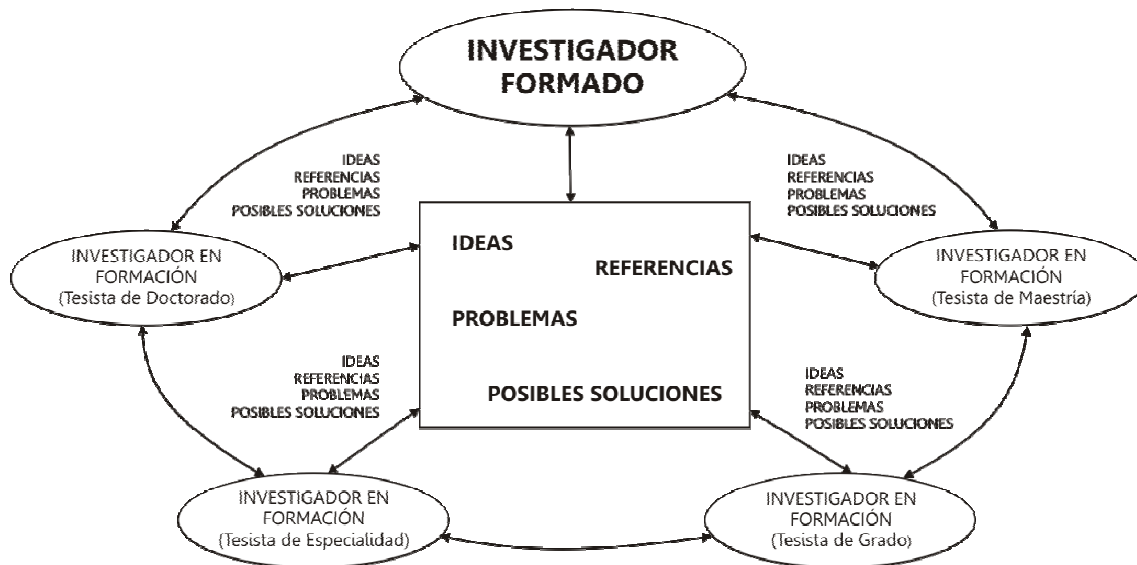 INVESTIGADOR
FORMADO
IDEAS
REFERENCIAS
PROBLEMAS
POSIBLES SOLUCIONES
IDEAS
REFERENCIAS
PROBLEMAS
POSIBLES SOLUCIONES
INVESTIGADOR EN
FORMACIÓN
(Tesista de Doctorado)
IDEAS
REFERENCIAS
PROBLEMAS
POSIBLES SOLUCIONES
INVESTIGADOR EN
FORMACIÓN
(Tesista de Maestría)
IDEAS
REFERENCIAS
PROBLEMAS
POSIBLES SOLUCIONES
IDEAS
REFERENCIAS
PROBLEMAS
POSIBLES SOLUCIONES
INVESTIGADOR EN
FORMACIÓN
(Tesista de Especialidad)
INVESTIGADOR EN
FORMACIÓN
(Tesista de Grado)